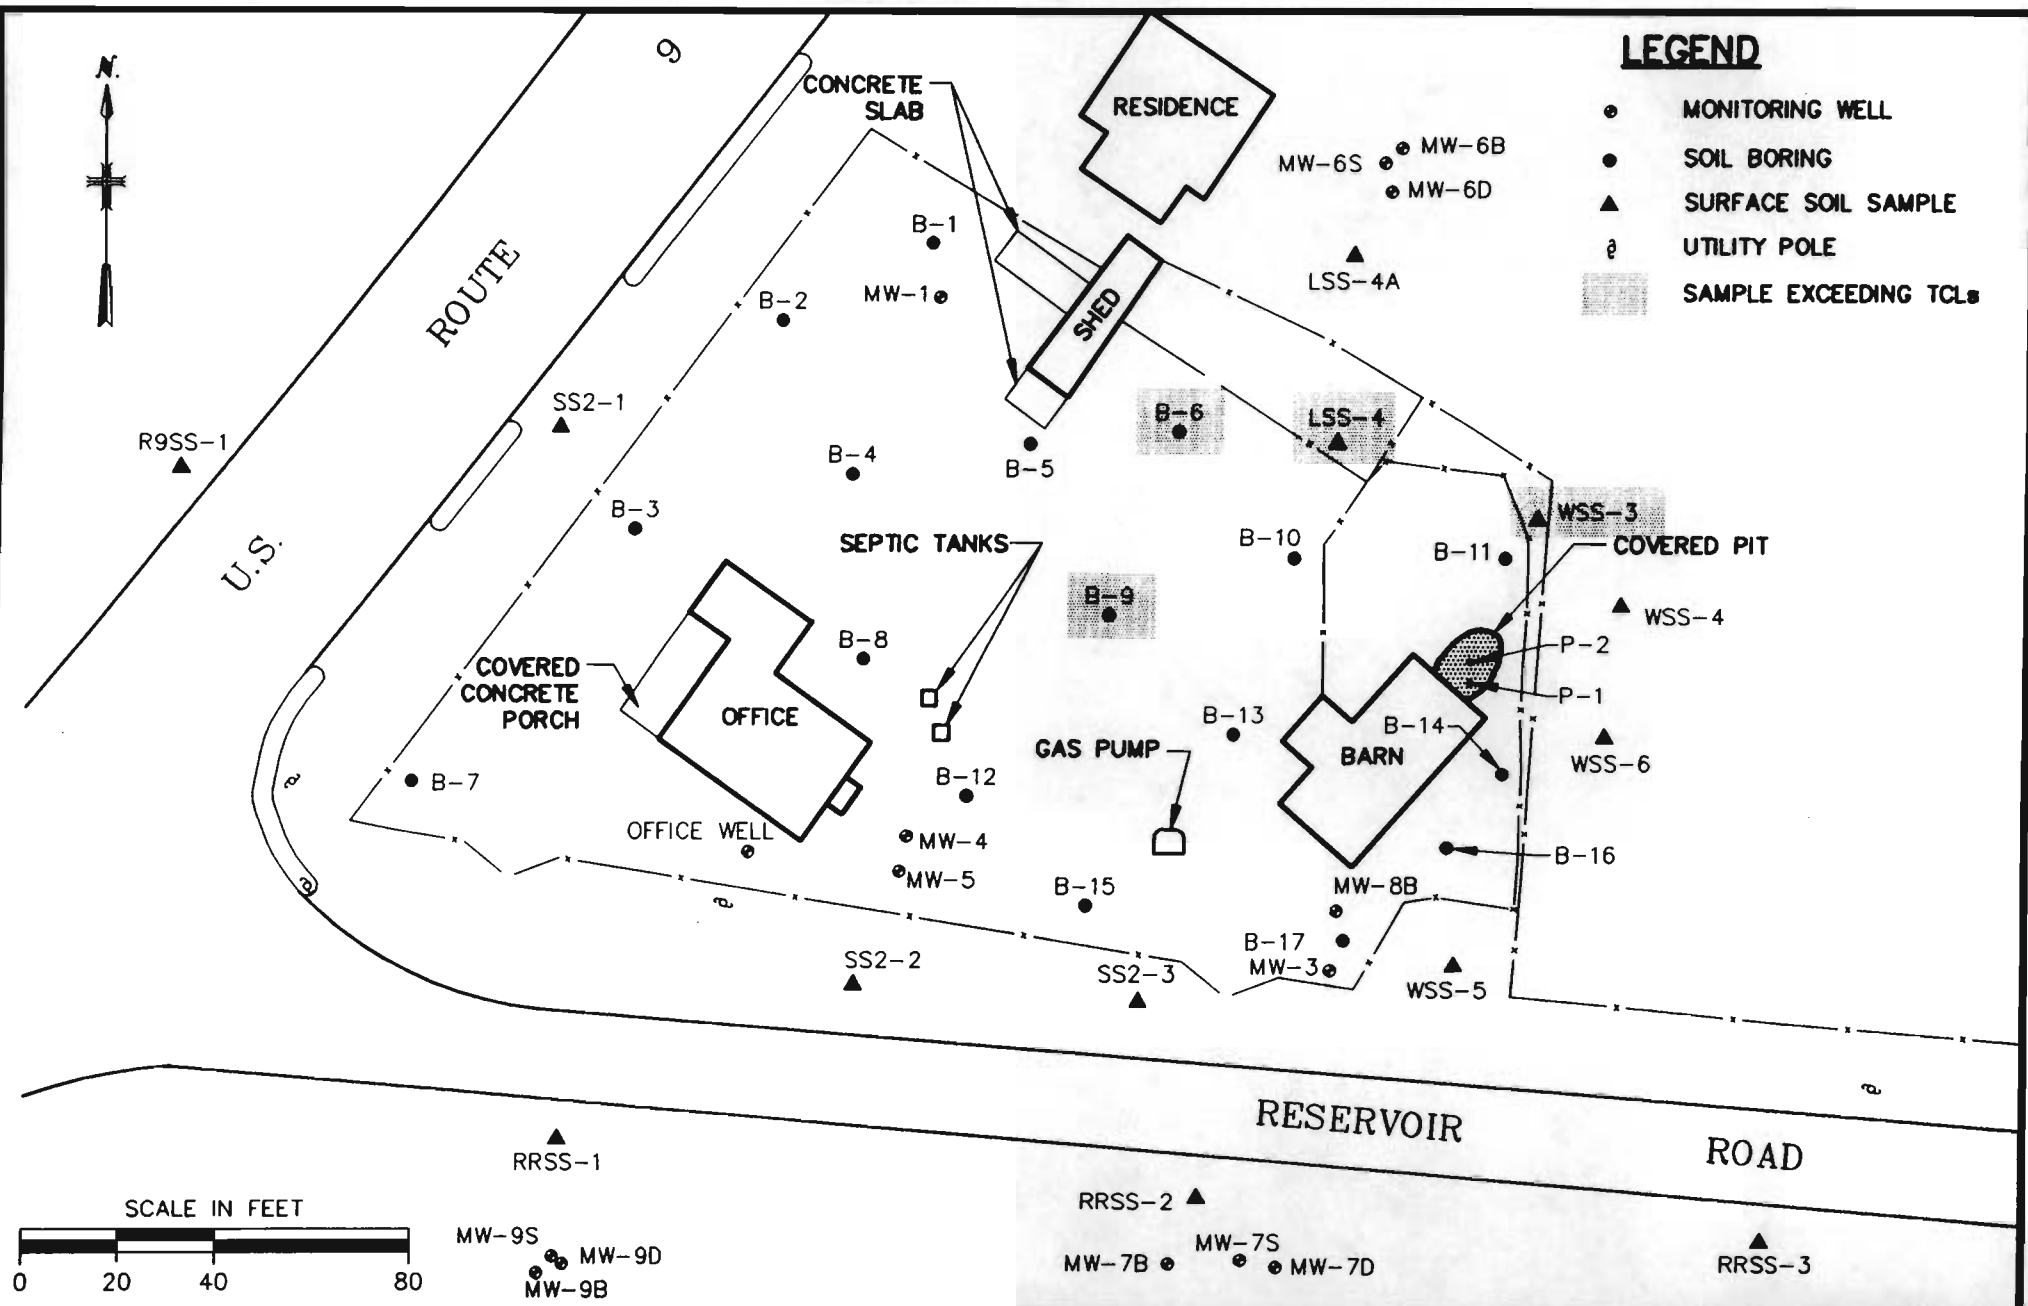 LEGEND
MONITORING WELL
SOIL BORING
SURFACE SOIL SAMPLE
UTILITY POLE
SAMPLE EXCEEDING TCLs
N.
U.S.
ROUTE
9
CONCRETE
SLAB
RESIDENCE
MW-6B
MW-6S
MW-6D
LSS-4A
B-1
MW-1
B-2
SHED
SS2-1
R9SS-1
B-6
LSS-4
B-4
B-5
B-3
WSS-3
SEPTIC TANKS
B-10
B-11
COVERED PIT
B-9
WSS-4
B-8
P-2
COVERED
CONCRETE
PORCH
P-1
OFFICE
B-13
B-14
GAS PUMP
BARN
WSS-6
B-7
B-12
OFFICE WELL
MW-4
MW-5
B-16
B-15
MW-8B
B-17
MW-3
SS2-2
SS2-3
WSS-5
RESERVOIR
ROAD
RRSS-1
RRSS-2
RRSS-3
SCALE IN FEET
0 20 40 80
MW-9S
MW-9D
MW-9B
MW-7S
MW-7B
MW-7D